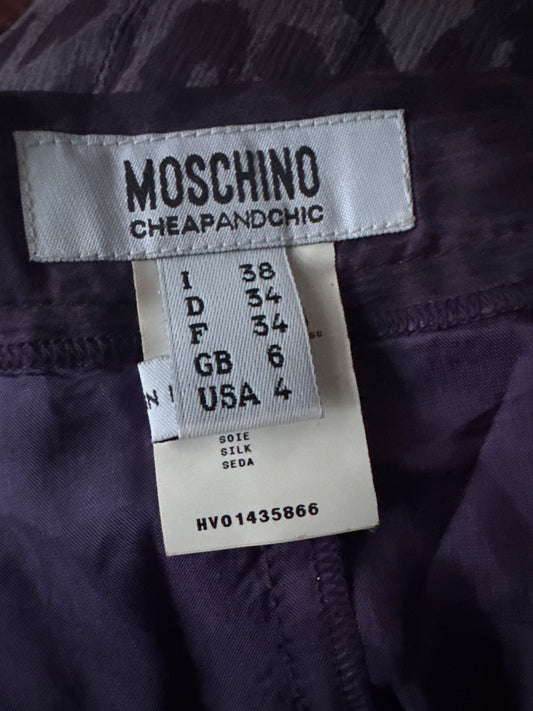 MOSCHINO
CHEAPANDCHIC
I 38
D 34
F 34
GB 6
USA 4
SOIE
SILK
SEDA
HV01435866